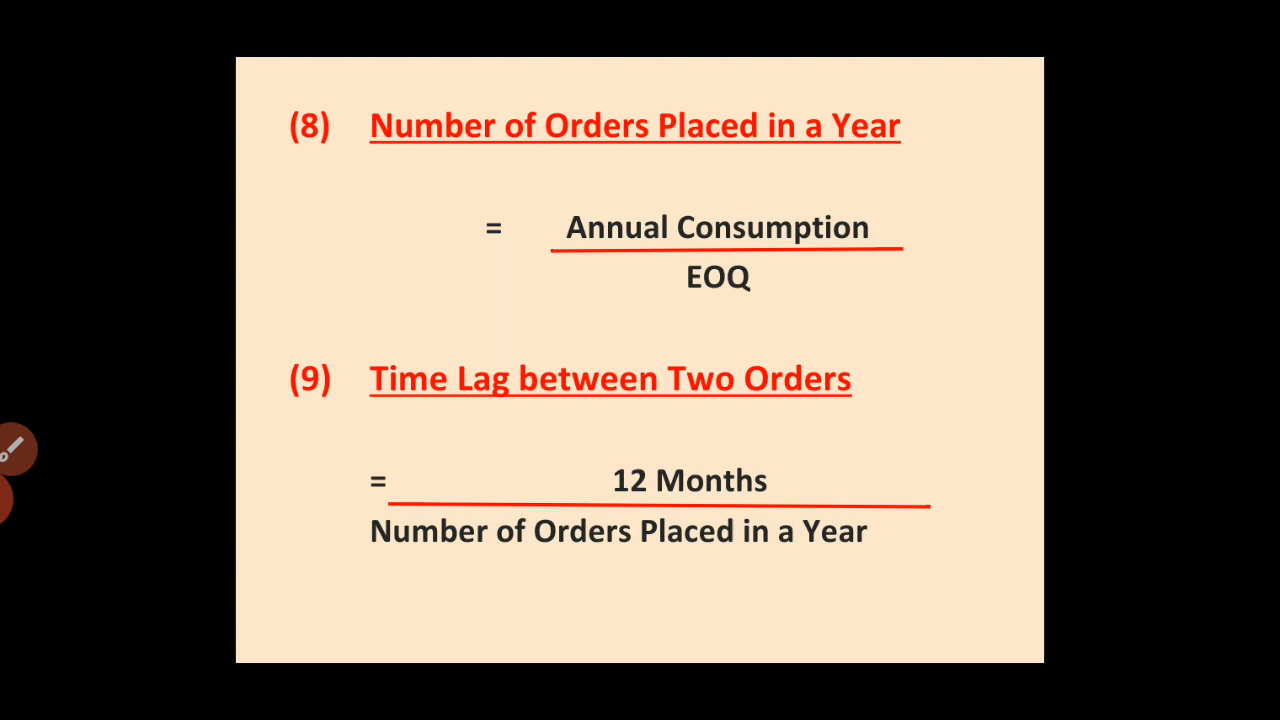 (8) Number of Orders Placed in a Year
= Annual Consumption
EOQ
(9) Time Lag between Two Orders
= 12 Months
Number of Orders Placed in a Year